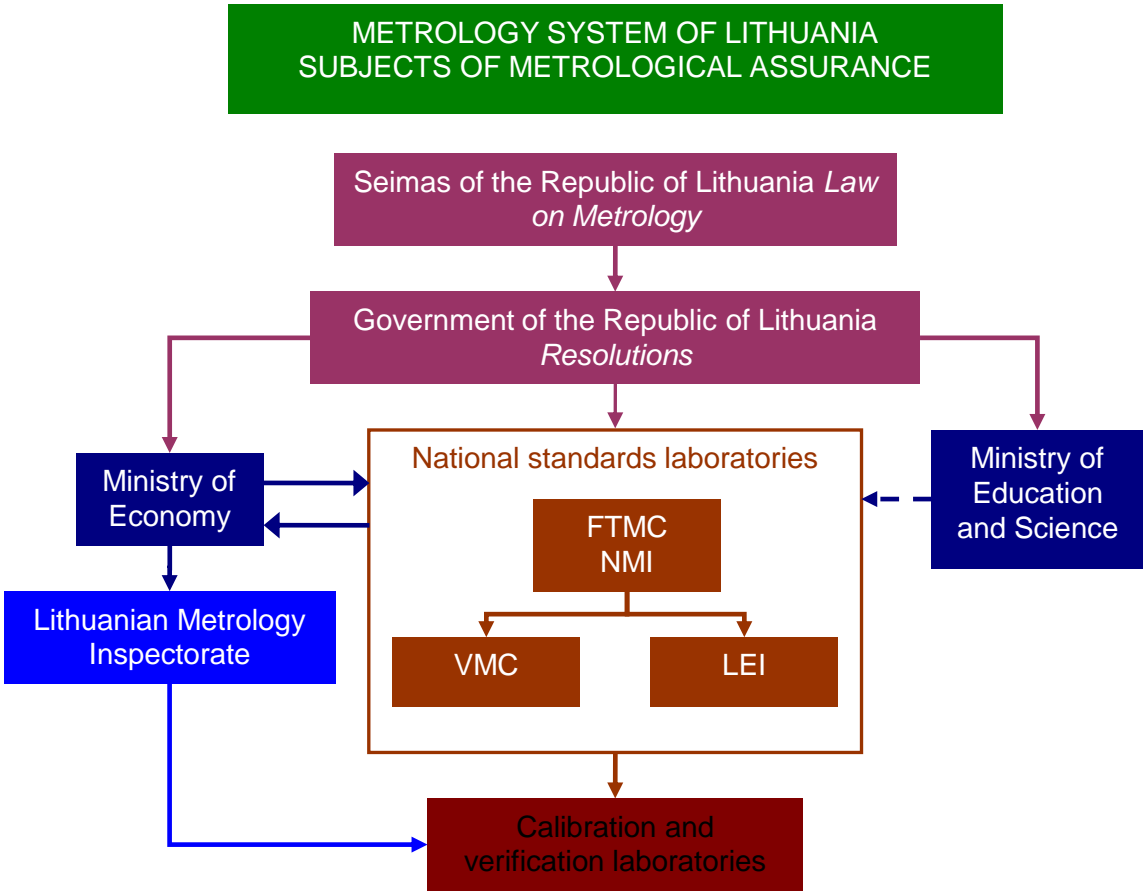 METROLOGY SYSTEM OF LITHUANIA
SUBJECTS OF METROLOGICAL ASSURANCE
Seimas of the Republic of Lithuania Law
on Metrology
Government of the Republic of Lithuania
Resolutions
Ministry of
Economy
National standards laboratories
Ministry of
Education
and Science
FTMC
NMI
Lithuanian Metrology
Inspectorate
VMC
LEI
Calibration and
verification laboratories